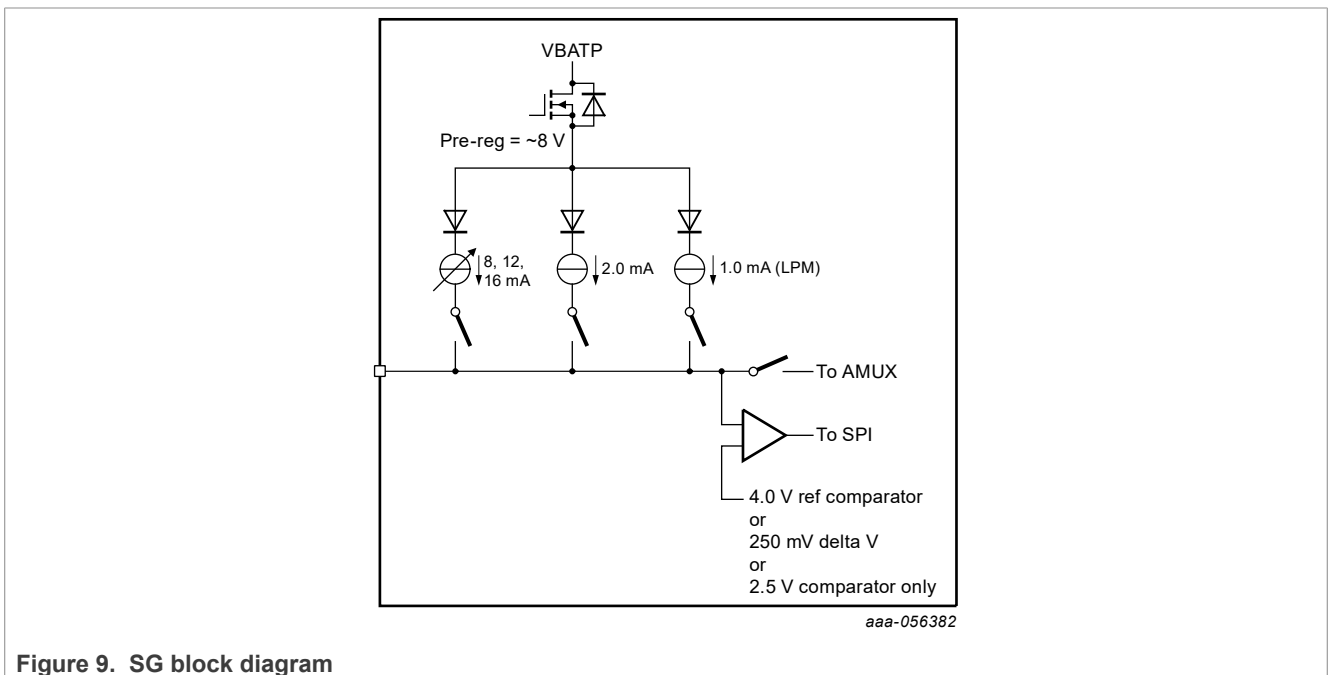 VBATP
Pre-reg = ~8 V
8, 12,
16 mA
2.0 mA
1.0 mA (LPM)
To AMUX
To SPI
4.0 V ref comparator
or
250 mV delta V
or
2.5 V comparator only
aaa-056382
Figure 9. SG block diagram